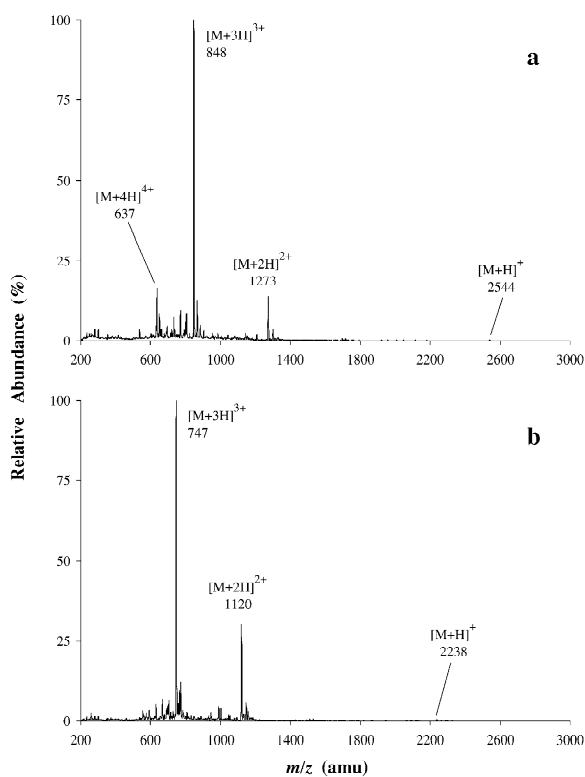 100
75
50
25
0
[M+3H]3+
848
a
[M+4H]4+
637
[M+2H]2+
1273
[M+H]+
2544
200 600 1000 1400 1800 2200 2600 3000
Relative Abundance (%)
100
75
50
25
0
[M+3H]3+
747
b
[M+2H]2+
1120
[M+H]+
2238
200 600 1000 1400 1800 2200 2600 3000
m/z (amu)